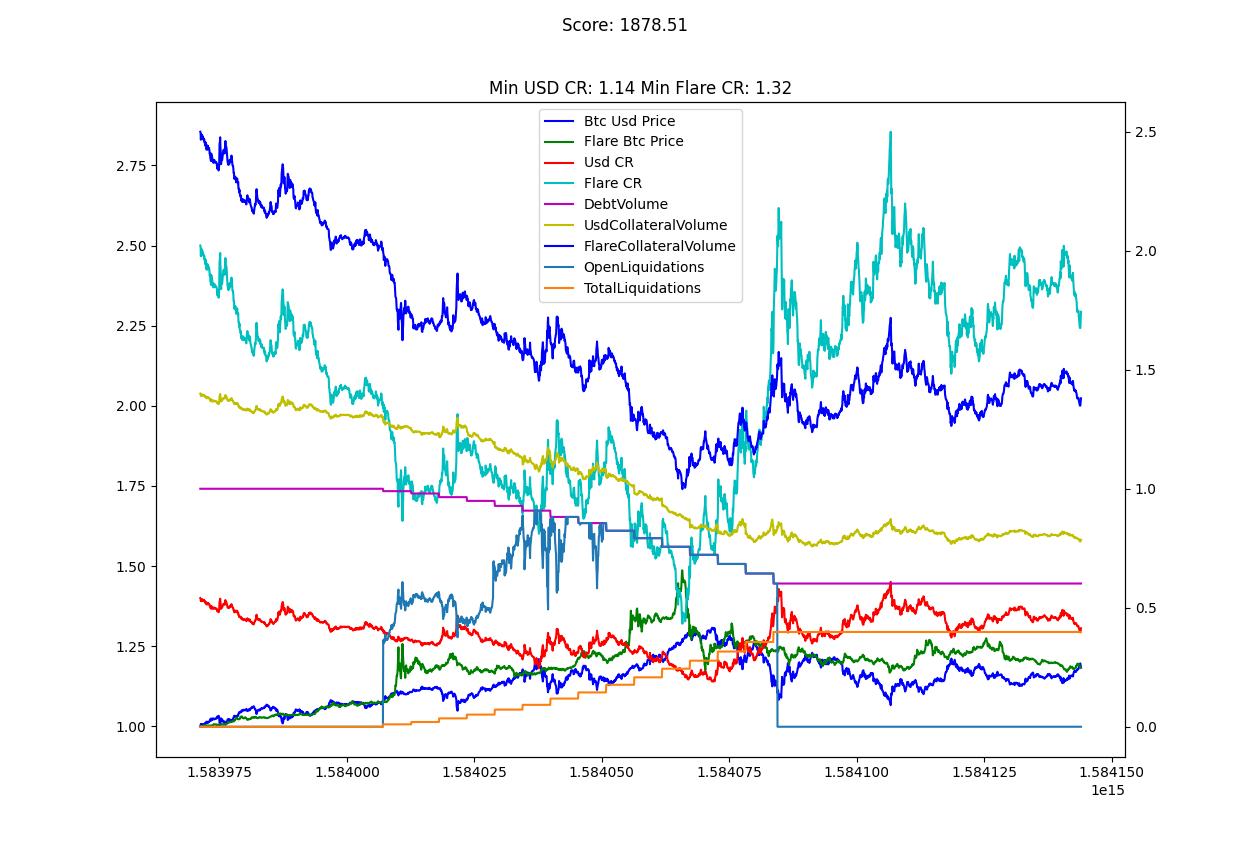 Score: 1878.51
Min USD CR: 1.14 Min Flare CR: 1.32
Btc Usd Price
Flare Btc Price
Usd CR
Flare CR
DebtVolume
UsdCollateralVolume
FlareCollateralVolume
OpenLiquidations
TotalLiquidations
2.75
2.50
2.25
2.00
1.75
1.50
1.25
1.00
2.5
2.0
1.5
1.0
0.5
0.0
1.583975 1.584000 1.584025 1.584050 1.584075 1.584100 1.584125 1.584150
1e15